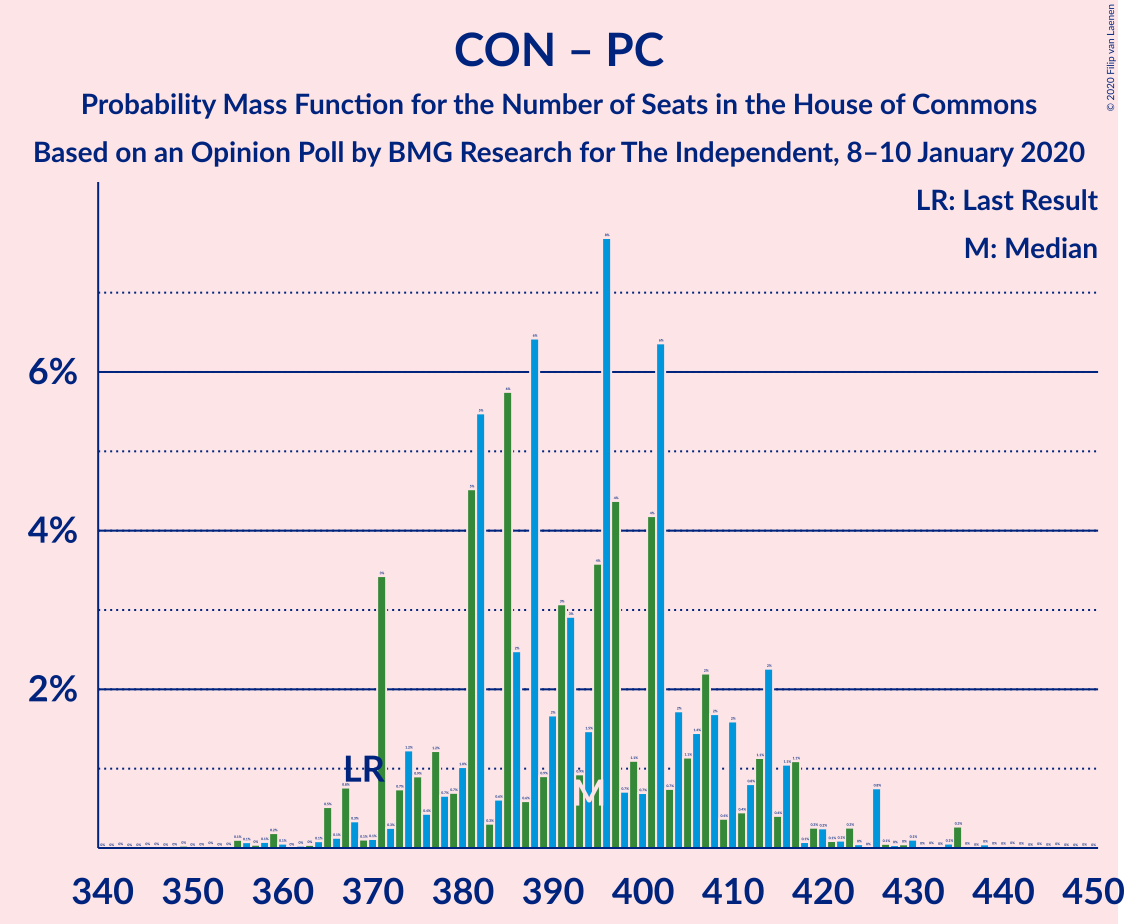 CON – PC
Probability Mass Function for the Number of Seats in the House of Commons
Based on an Opinion Poll by BMG Research for The Independent, 8–10 January 2020
© 2020 Filip van Laenen
LR: Last Result
M: Median
6%
4%
2%
LR
M
340 350 360 370 380 390 400 410 420 430 440 450